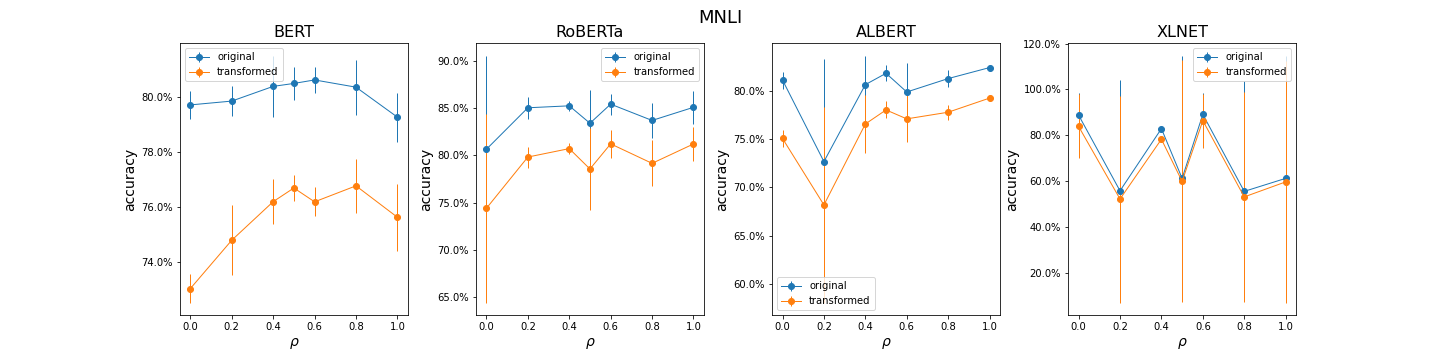 MNLI
BERT
original
transformed
80.0%
78.0%
76.0%
74.0%
accuracy
0.0 0.2 0.4 0.6 0.8 1.0
ρ
RoBERTa
original
transformed
90.0%
85.0%
80.0%
75.0%
70.0%
65.0%
accuracy
0.0 0.2 0.4 0.6 0.8 1.0
ρ
ALBERT
80.0%
75.0%
70.0%
65.0%
60.0%
accuracy
original
transformed
0.0 0.2 0.4 0.6 0.8 1.0
ρ
XLNET
original
transformed
120.0%
100.0%
80.0%
60.0%
40.0%
20.0%
accuracy
0.0 0.2 0.4 0.6 0.8 1.0
ρ